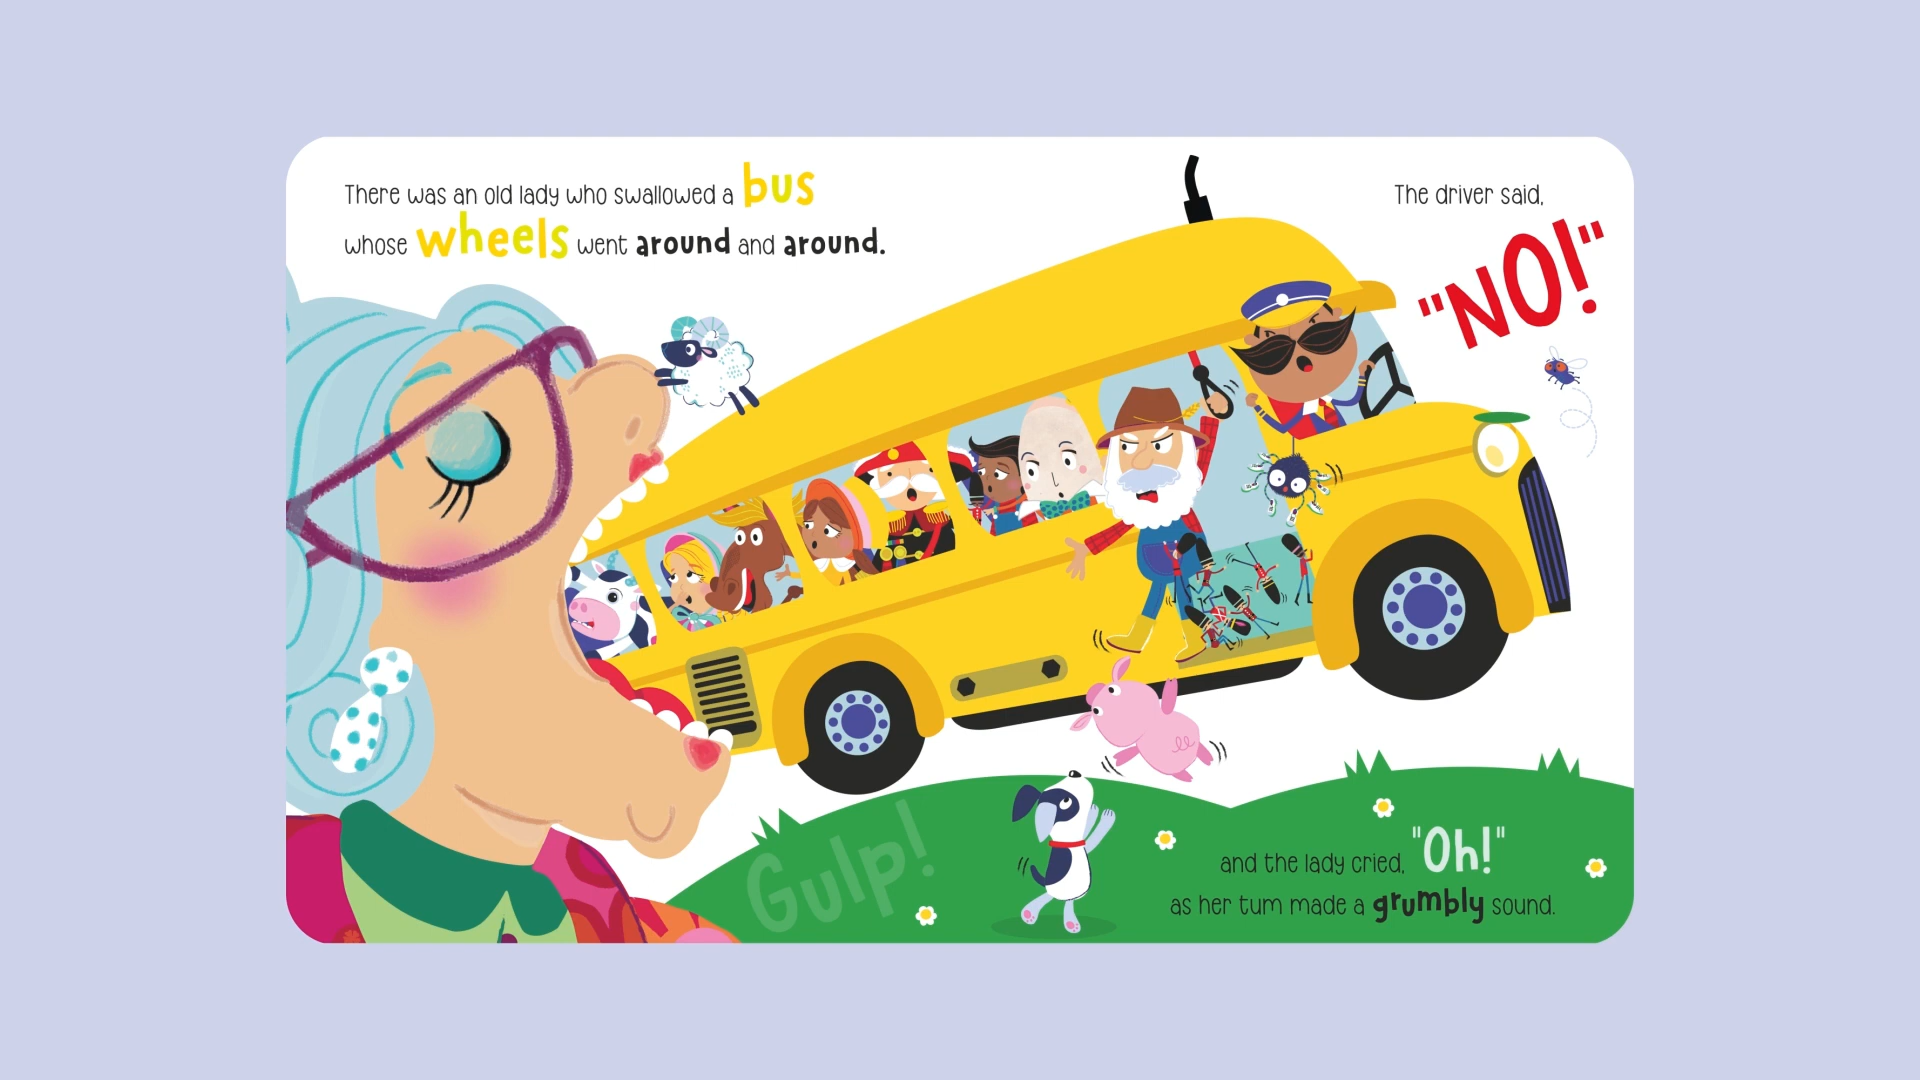 There was an old lady who swallowed a bus
whose wheels went around and around.
The driver said,
"NO!"
Gulp!
and the lady cried, "Oh!"
as her tum made a grumbly sound.